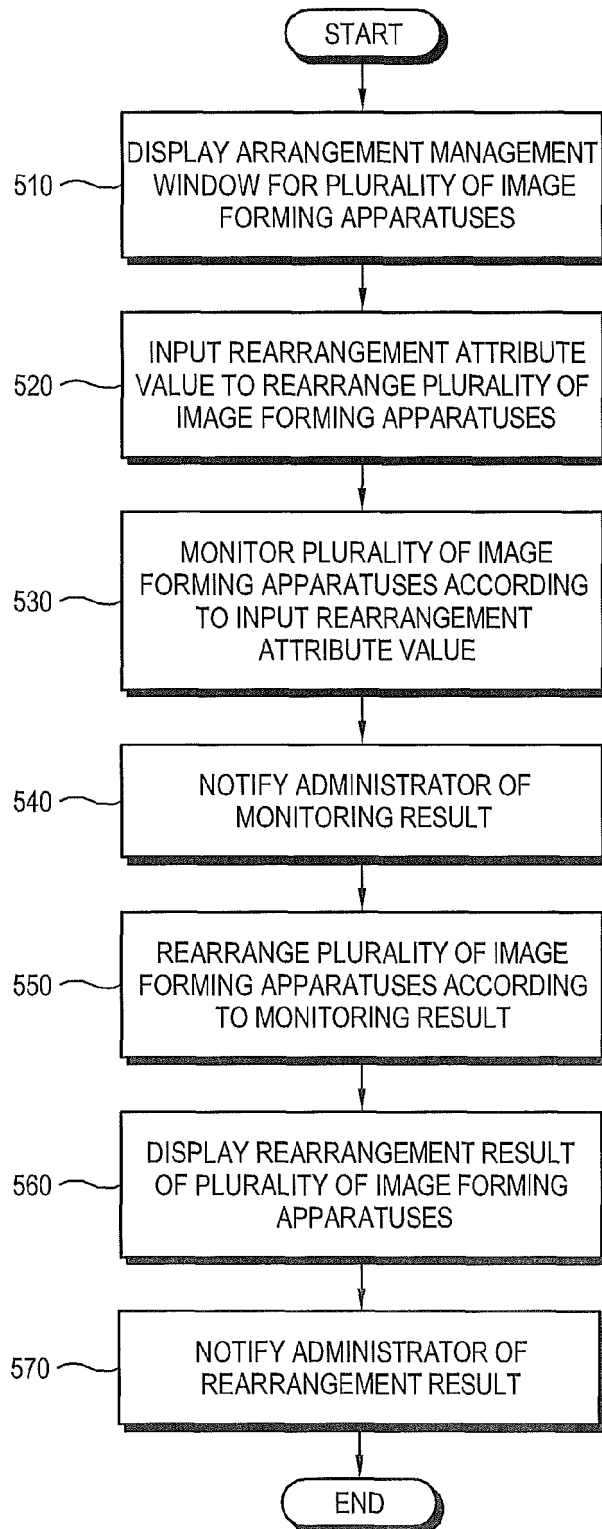 START
510
DISPLAY ARRANGEMENT MANAGEMENT
WINDOW FOR PLURALITY OF IMAGE
FORMING APPARATUSES
520
INPUT REARRANGEMENT ATTRIBUTE
VALUE TO REARRANGE PLURALITY OF
IMAGE FORMING APPARATUSES
530
MONITOR PLURALITY OF IMAGE
FORMING APPARATUSES ACCORDING
TO INPUT REARRANGEMENT
ATTRIBUTE VALUE
540
NOTIFY ADMINISTRATOR OF
MONITORING RESULT
550
REARRANGE PLURALITY OF IMAGE
FORMING APPARATUSES ACCORDING
TO MONITORING RESULT
560
DISPLAY REARRANGEMENT RESULT
OF PLURALITY OF IMAGE FORMING
APPARATUSES
570
NOTIFY ADMINISTRATOR OF
REARRANGEMENT RESULT
END